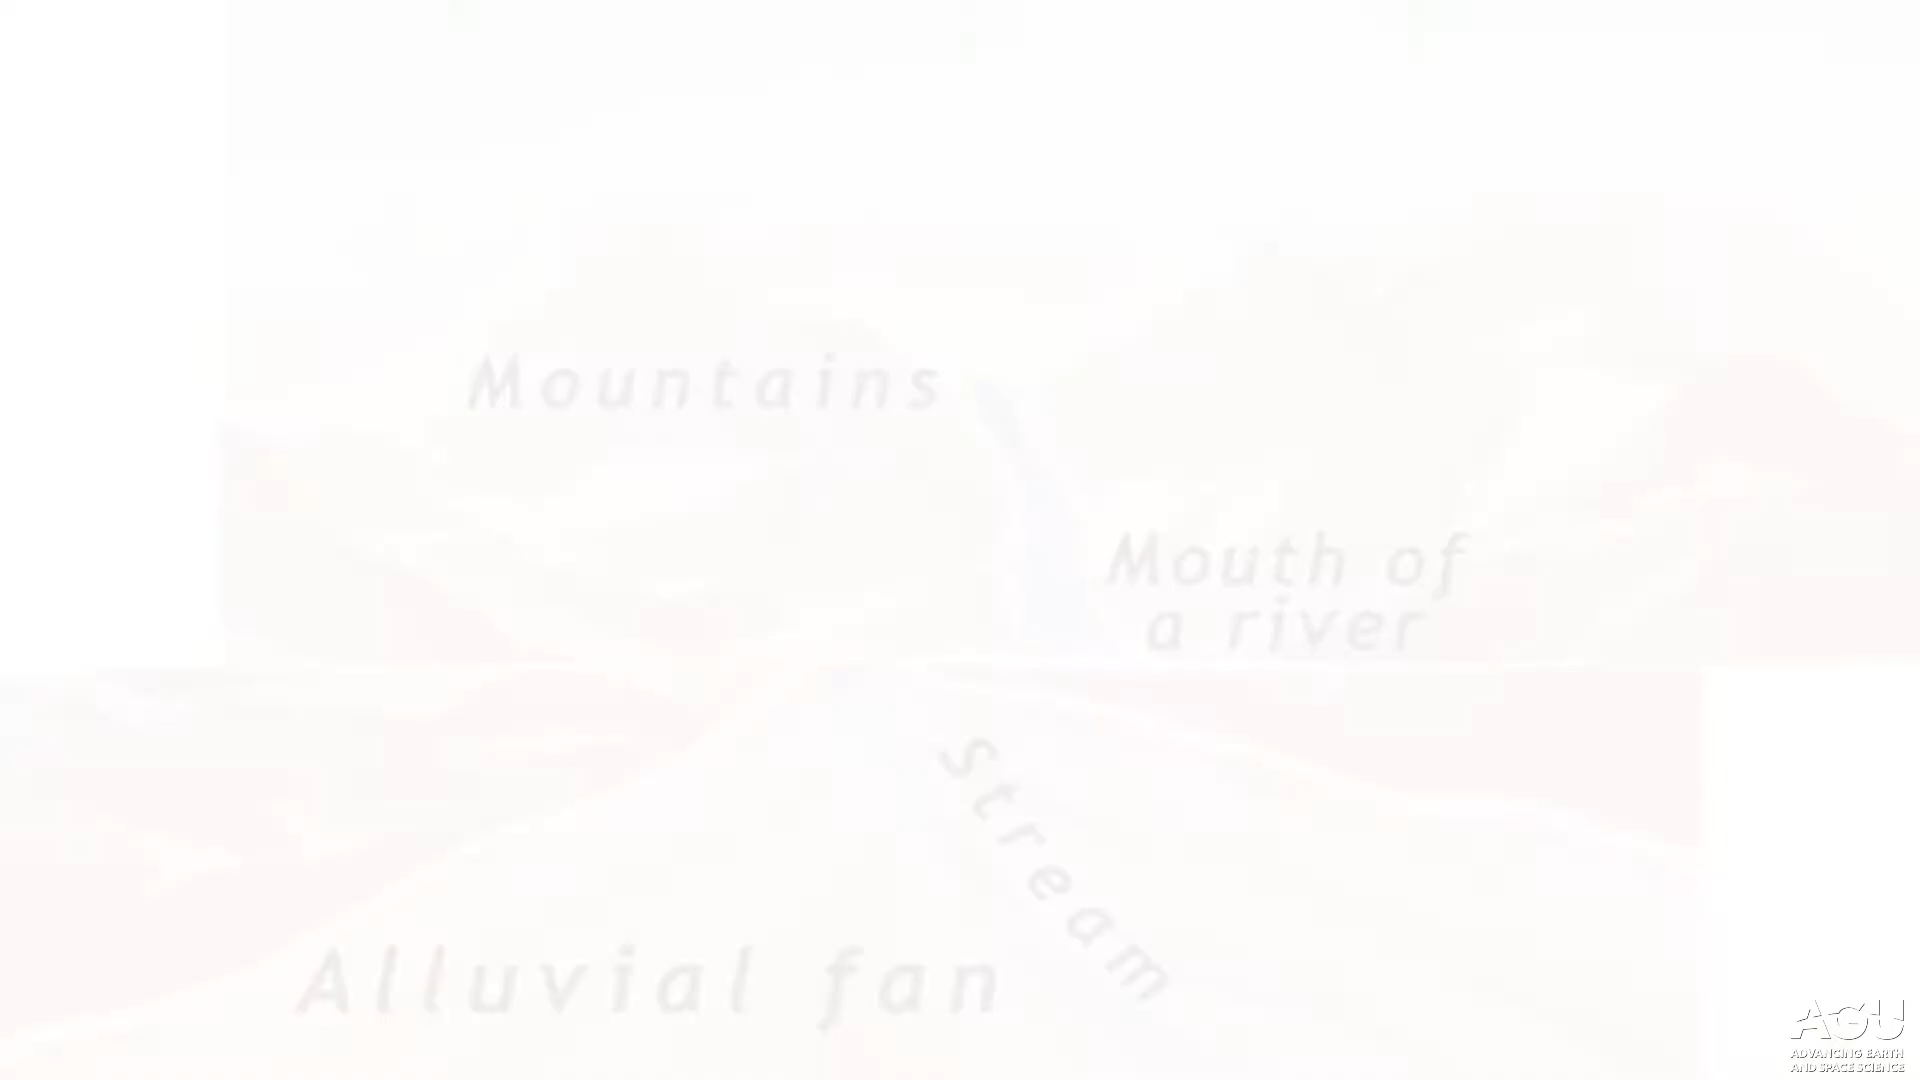 Mountains
Mouth of
a river
Stream
Alluvial fan
AGU
ADVANCING EARTH
AND SPACE SCIENCE